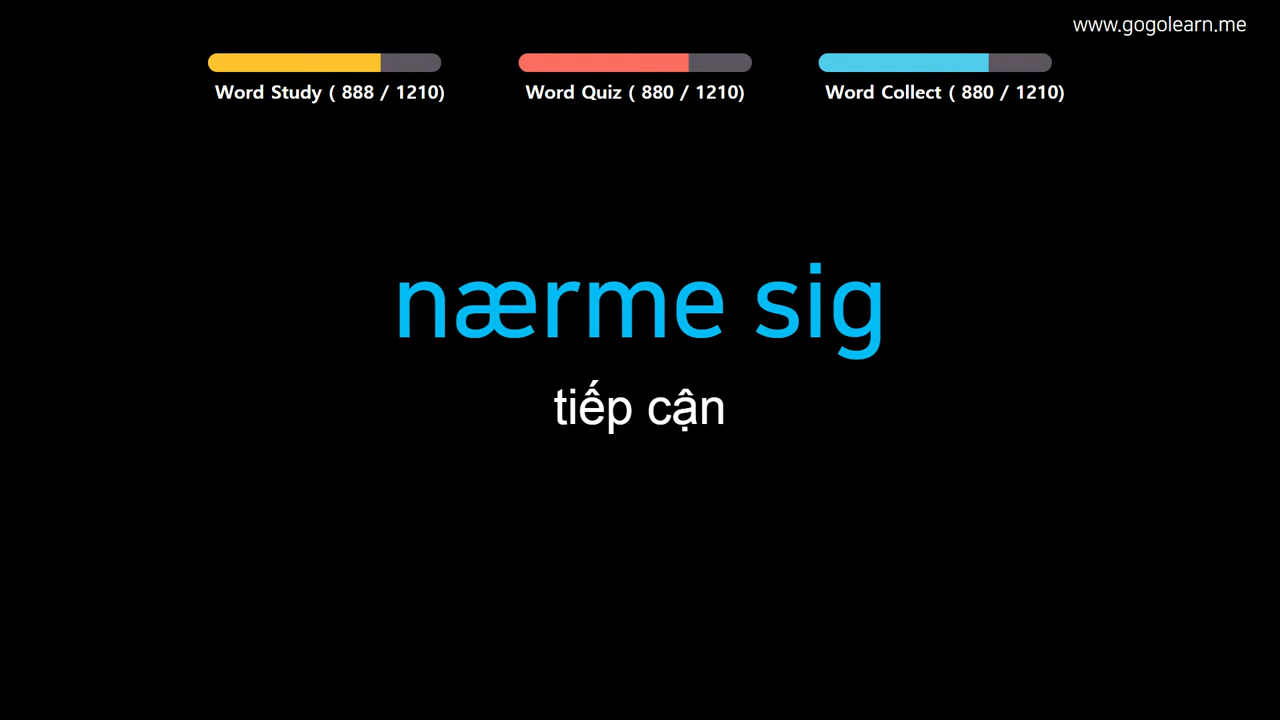 www.gogolearn.me
Word Study ( 888 / 1210)
Word Quiz ( 880 / 1210)
Word Collect ( 880 / 1210)
nærme sig
tiếp cận